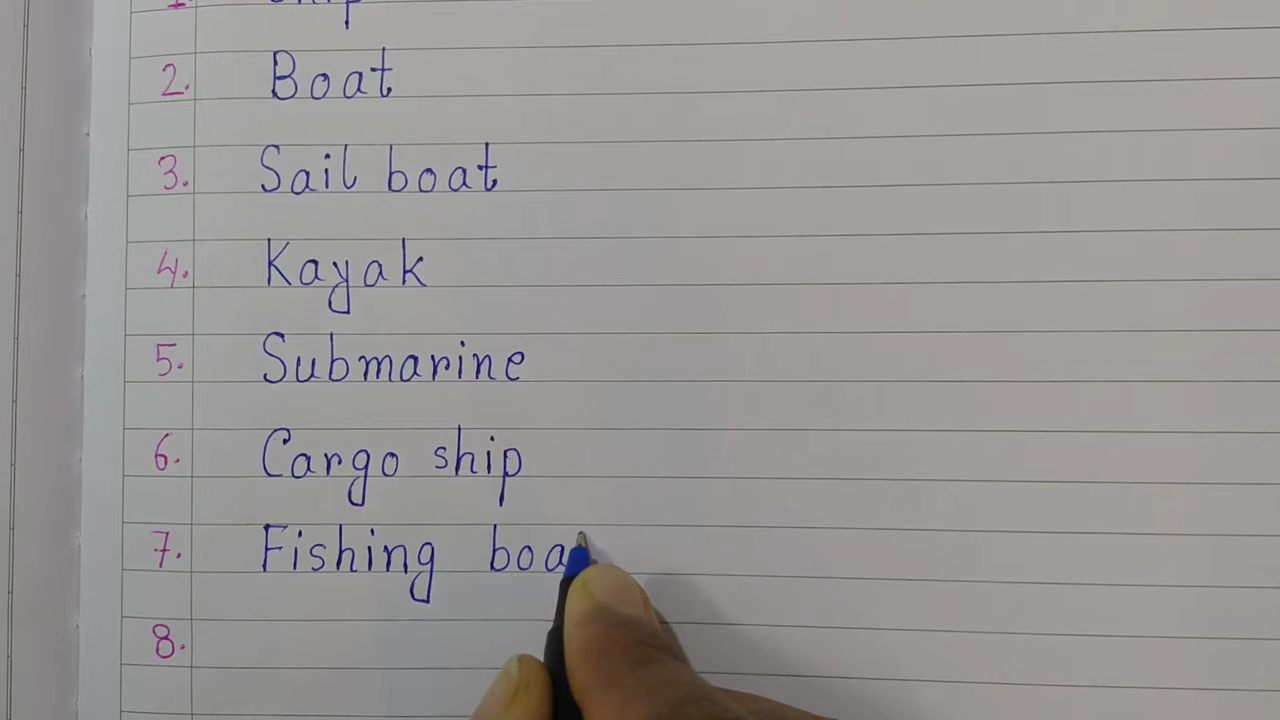 2. Boat
3. Sail boat
4. Kayak
5. Submarine
6. Cargo ship
7. Fishing boa
8.